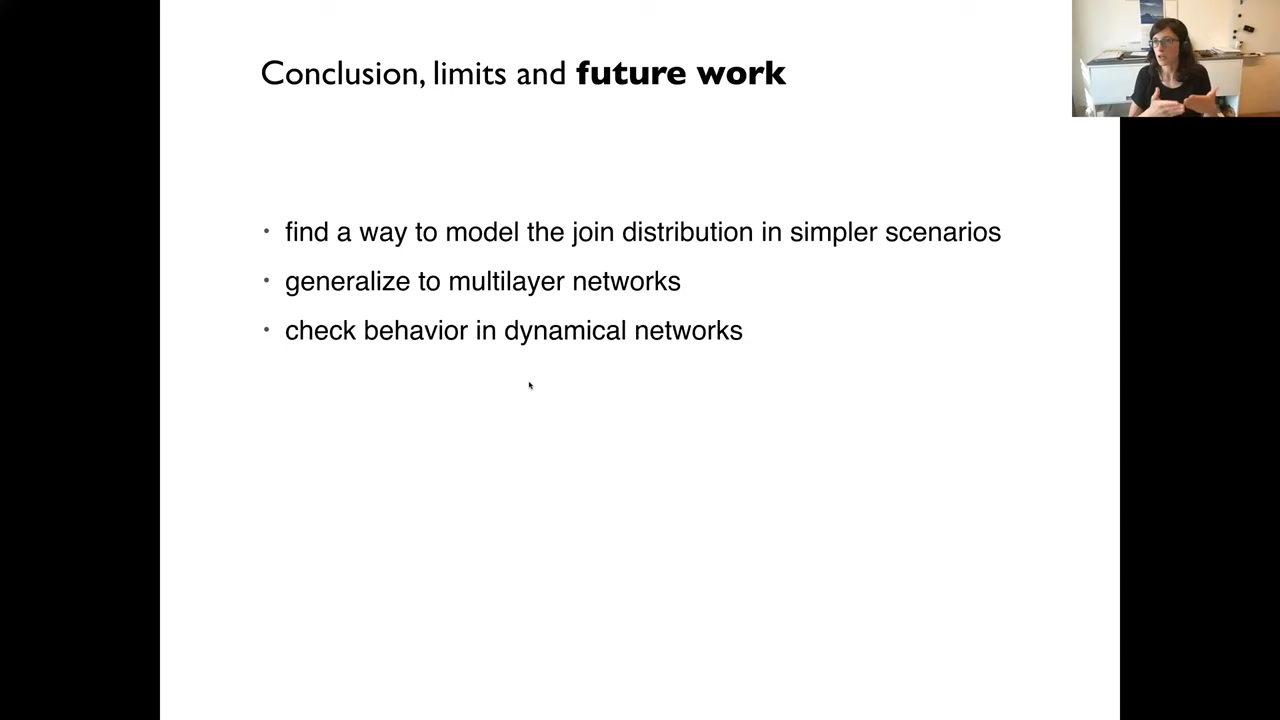 Conclusion, limits and future work
• find a way to model the join distribution in simpler scenarios
• generalize to multilayer networks
• check behavior in dynamical networks